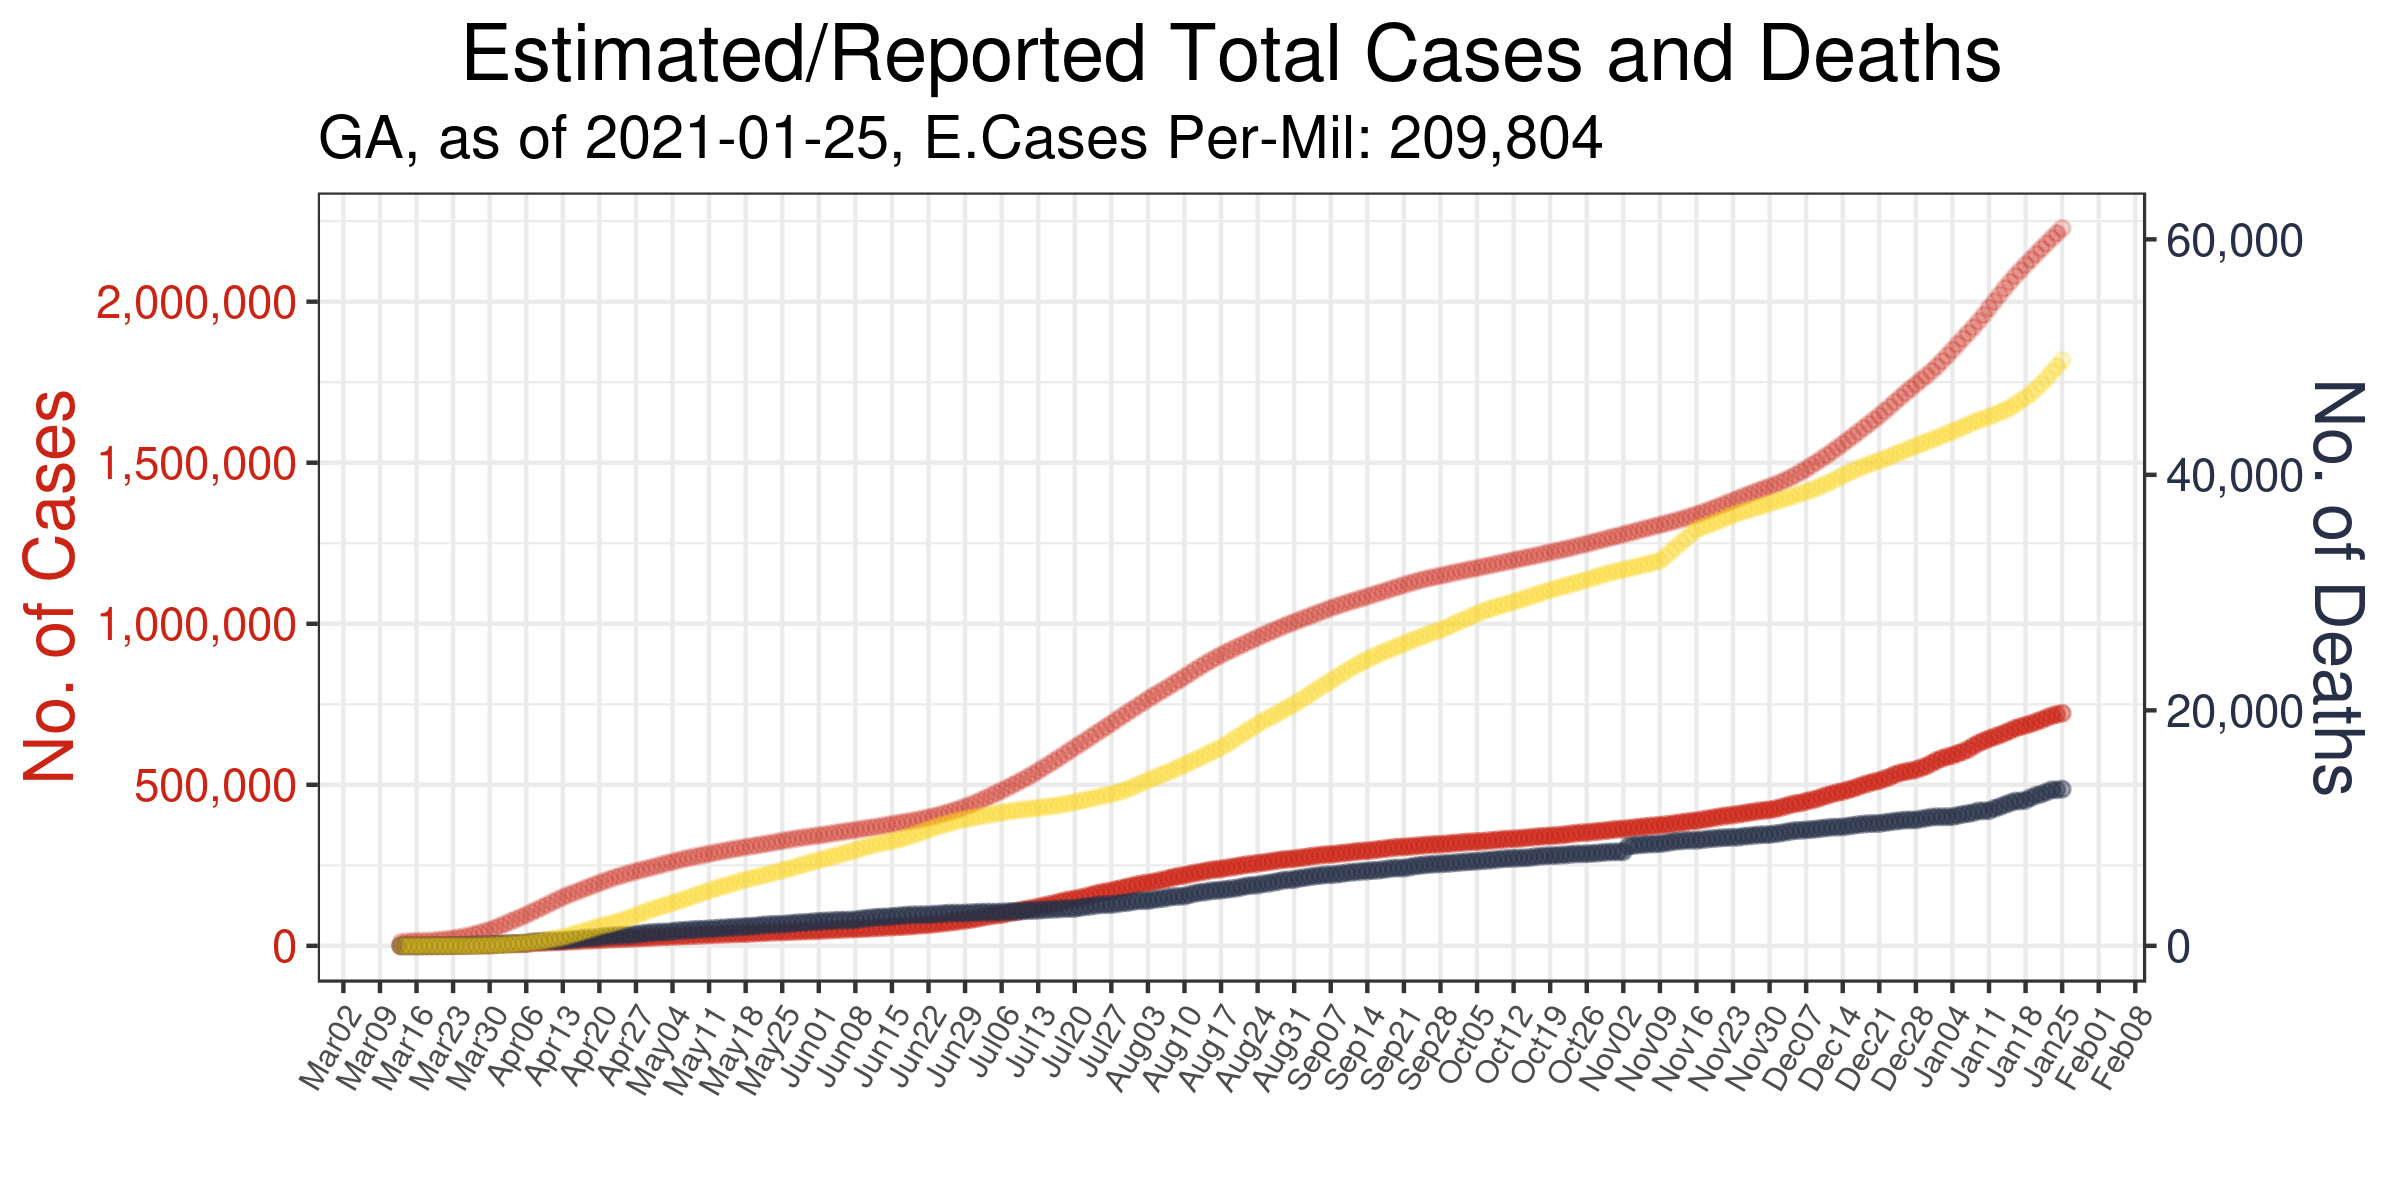 Estimated/Reported Total Cases and Deaths
GA, as of 2021-01-25, E.Cases Per-Mil: 209,804
No. of Cases
2,000,000
1,500,000
1,000,000
500,000
0
60,000
40,000
20,000
0
No. of Deaths
Mar02
Mar09
Mar16
Mar23
Mar30
Apr06
Apr13
Apr20
Apr27
May04
May11
May18
May25
Jun01
Jun08
Jun15
Jun22
Jun29
Jul06
Jul13
Jul20
Jul27
Aug03
Aug10
Aug17
Aug24
Aug31
Sep07
Sep14
Sep21
Sep28
Oct05
Oct12
Oct19
Oct26
Nov02
Nov09
Nov16
Nov23
Nov30
Dec07
Dec14
Dec21
Dec28
Jan04
Jan11
Jan18
Jan25
Feb01
Feb08